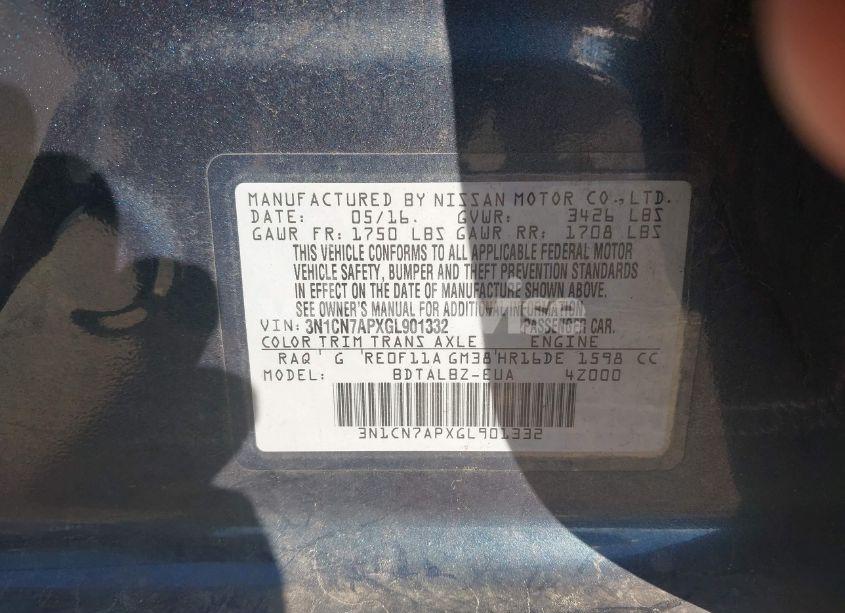 MANUFACTURED BY NISSAN MOTOR CO.,LTD.
DATE: 05/16. GVWR: 3426 LBS
GAWR FR: 1750 LBS GAWR RR: 1708 LBS
THIS VEHICLE CONFORMS TO ALL APPLICABLE FEDERAL MOTOR
VEHICLE SAFETY, BUMPER AND THEFT PREVENTION STANDARDS
IN EFFECT ON THE DATE OF MANUFACTURE SHOWN ABOVE.
SEE OWNER'S MANUAL FOR ADDITIONAL INFORMATION
VIN: 3N1CN7APXGL901332 PASSENGER CAR.
COLOR TRIM TRANS AXLE ENGINE
RAQ G RE0F11A GM38 HR16DE 1598 CC
MODEL: BDTALBZ-EUA 4Z000
3N1CN7APXGL901332